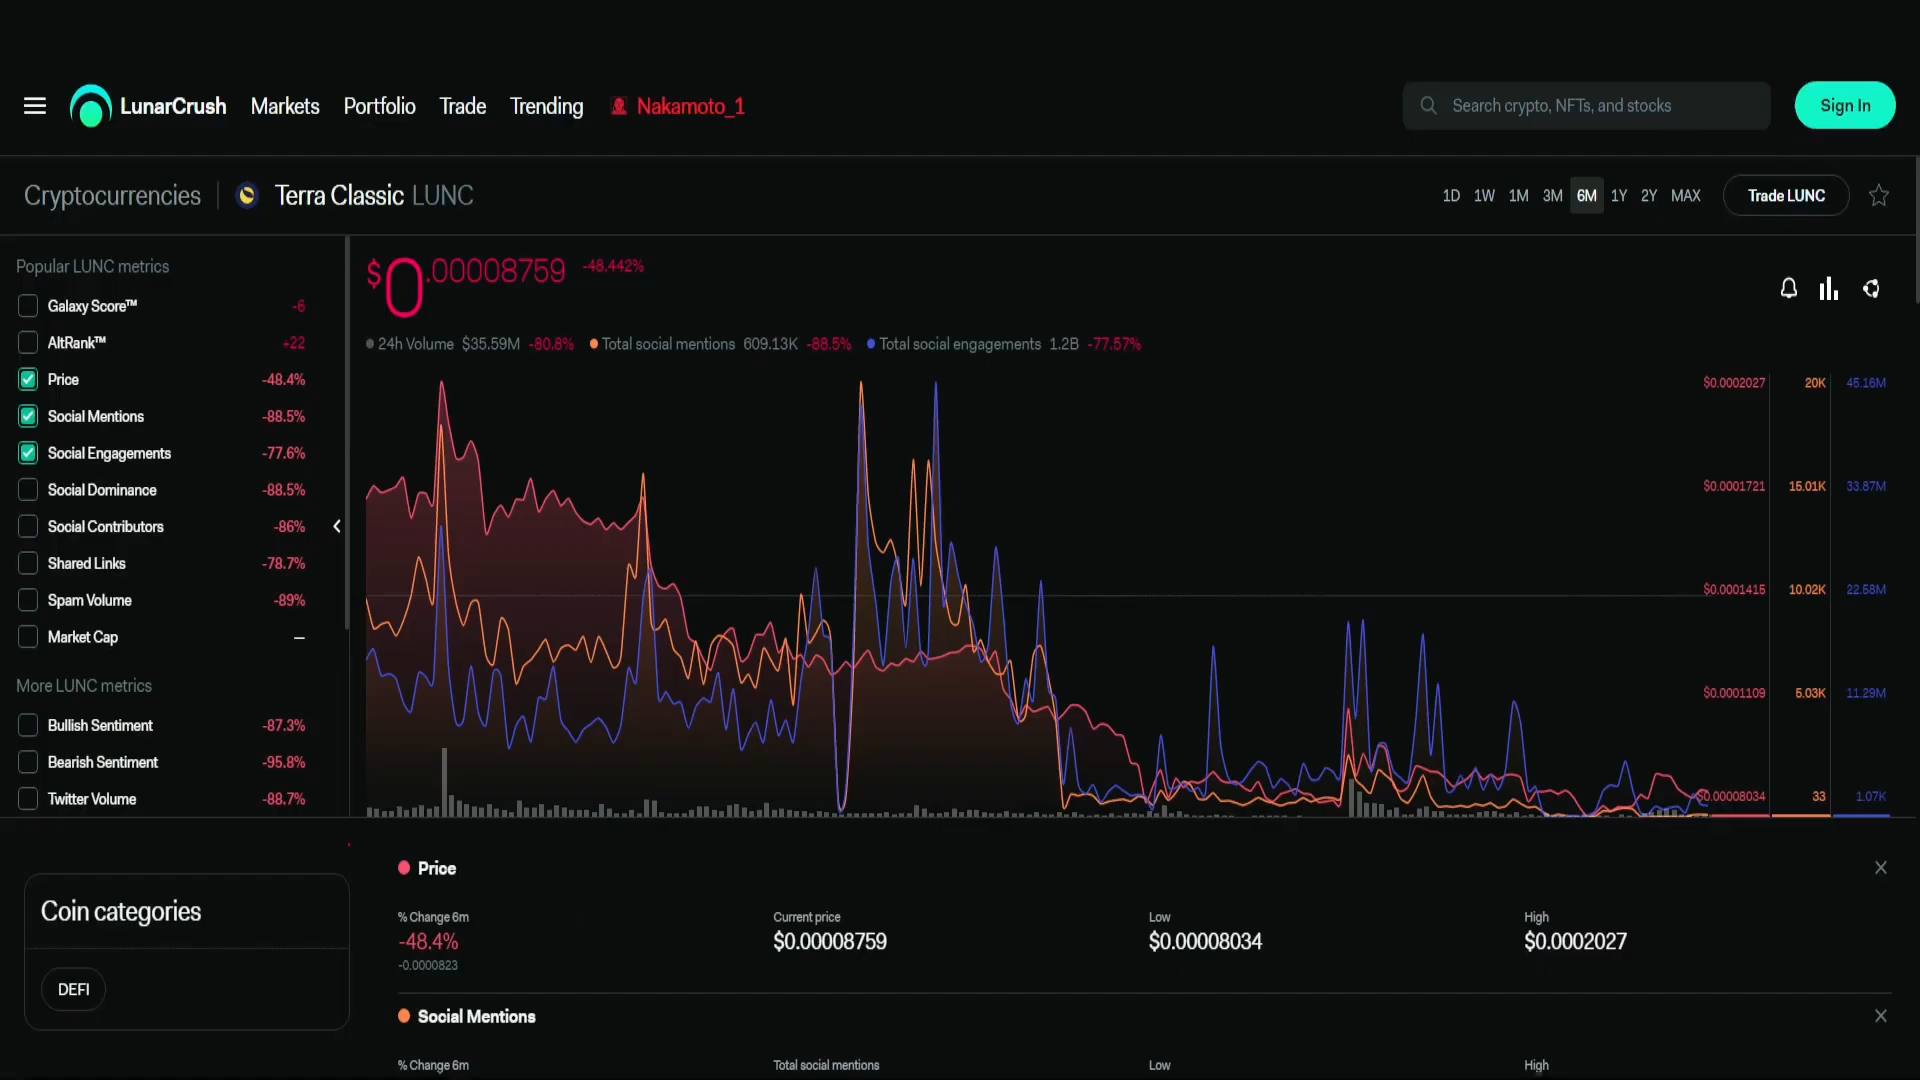 LunarCrush Markets Portfolio Trade Trending Nakamoto_1 Search crypto, NFTs, and stocks Sign In
Cryptocurrencies Terra Classic LUNC 1D 1W 1M 3M 6M 1Y 2Y MAX Trade LUNC
Popular LUNC metrics
Galaxy Score™ -6
AltRank™ +22
Price -48.4%
Social Mentions -88.5%
Social Engagements -77.6%
Social Dominance -88.5%
Social Contributors -86%
Shared Links -78.7%
Spam Volume -89%
Market Cap —
More LUNC metrics
Bullish Sentiment -87.3%
Bearish Sentiment -95.8%
Twitter Volume -88.7%
$0.00008759 -48.442%
24h Volume $35.59M -80.8% Total social mentions 609.13K -88.5% Total social engagements 1.2B -77.57%
$0.0002027 20K 45.16M
$0.0001721 15.01K 33.87M
$0.0001415 10.02K 22.58M
$0.0001109 5.03K 11.29M
$0.00008034 33 1.07K
Coin categories
DEFI
Price
% Change 6m Current price Low High
-48.4% $0.00008759 $0.00008034 $0.0002027
-0.0000823
Social Mentions
% Change 6m Total social mentions Low High